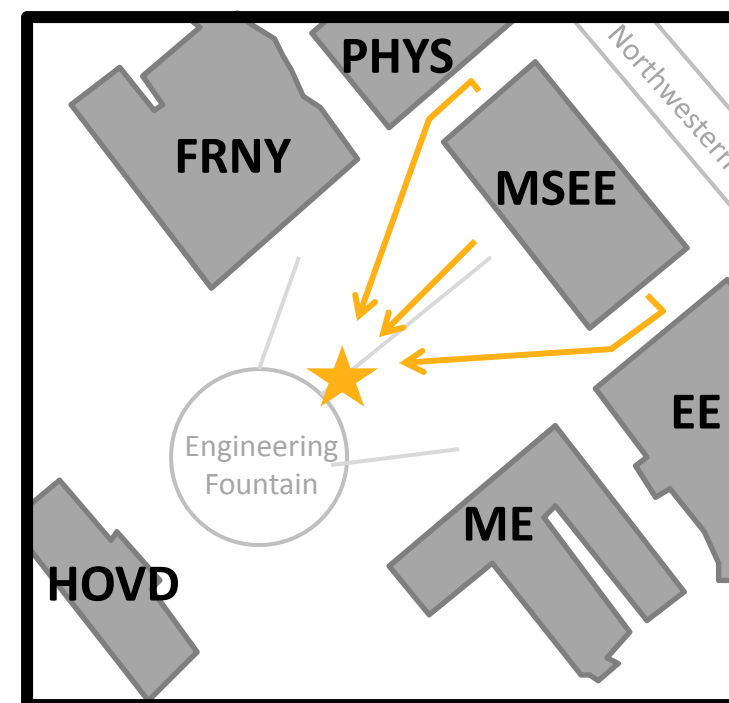 PHYS
Northwestern
FRNY
MSEE
EE
Engineering
Fountain
ME
HOVD